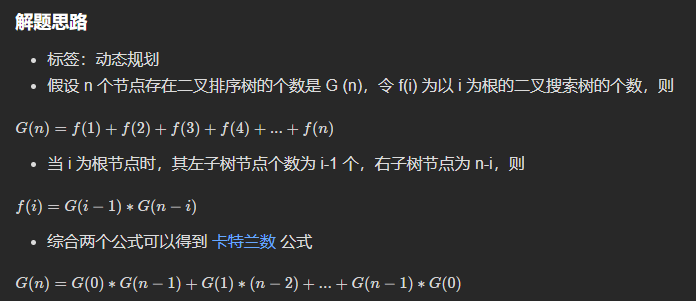 解题思路
• 标签：动态规划
• 假设 n 个节点存在二叉排序树的个数是 G (n)，令 f(i) 为以 i 为根的二叉搜索树的个数，则
G(n) = f(1) + f(2) + f(3) + f(4) + ... + f(n)
• 当 i 为根节点时，其左子树节点个数为 i-1 个，右子树节点为 n-i，则
f(i) = G(i − 1) * G(n − i)
• 综合两个公式可以得到 卡特兰数 公式
G(n) = G(0) * G(n − 1) + G(1) * (n − 2) + ... + G(n − 1) * G(0)